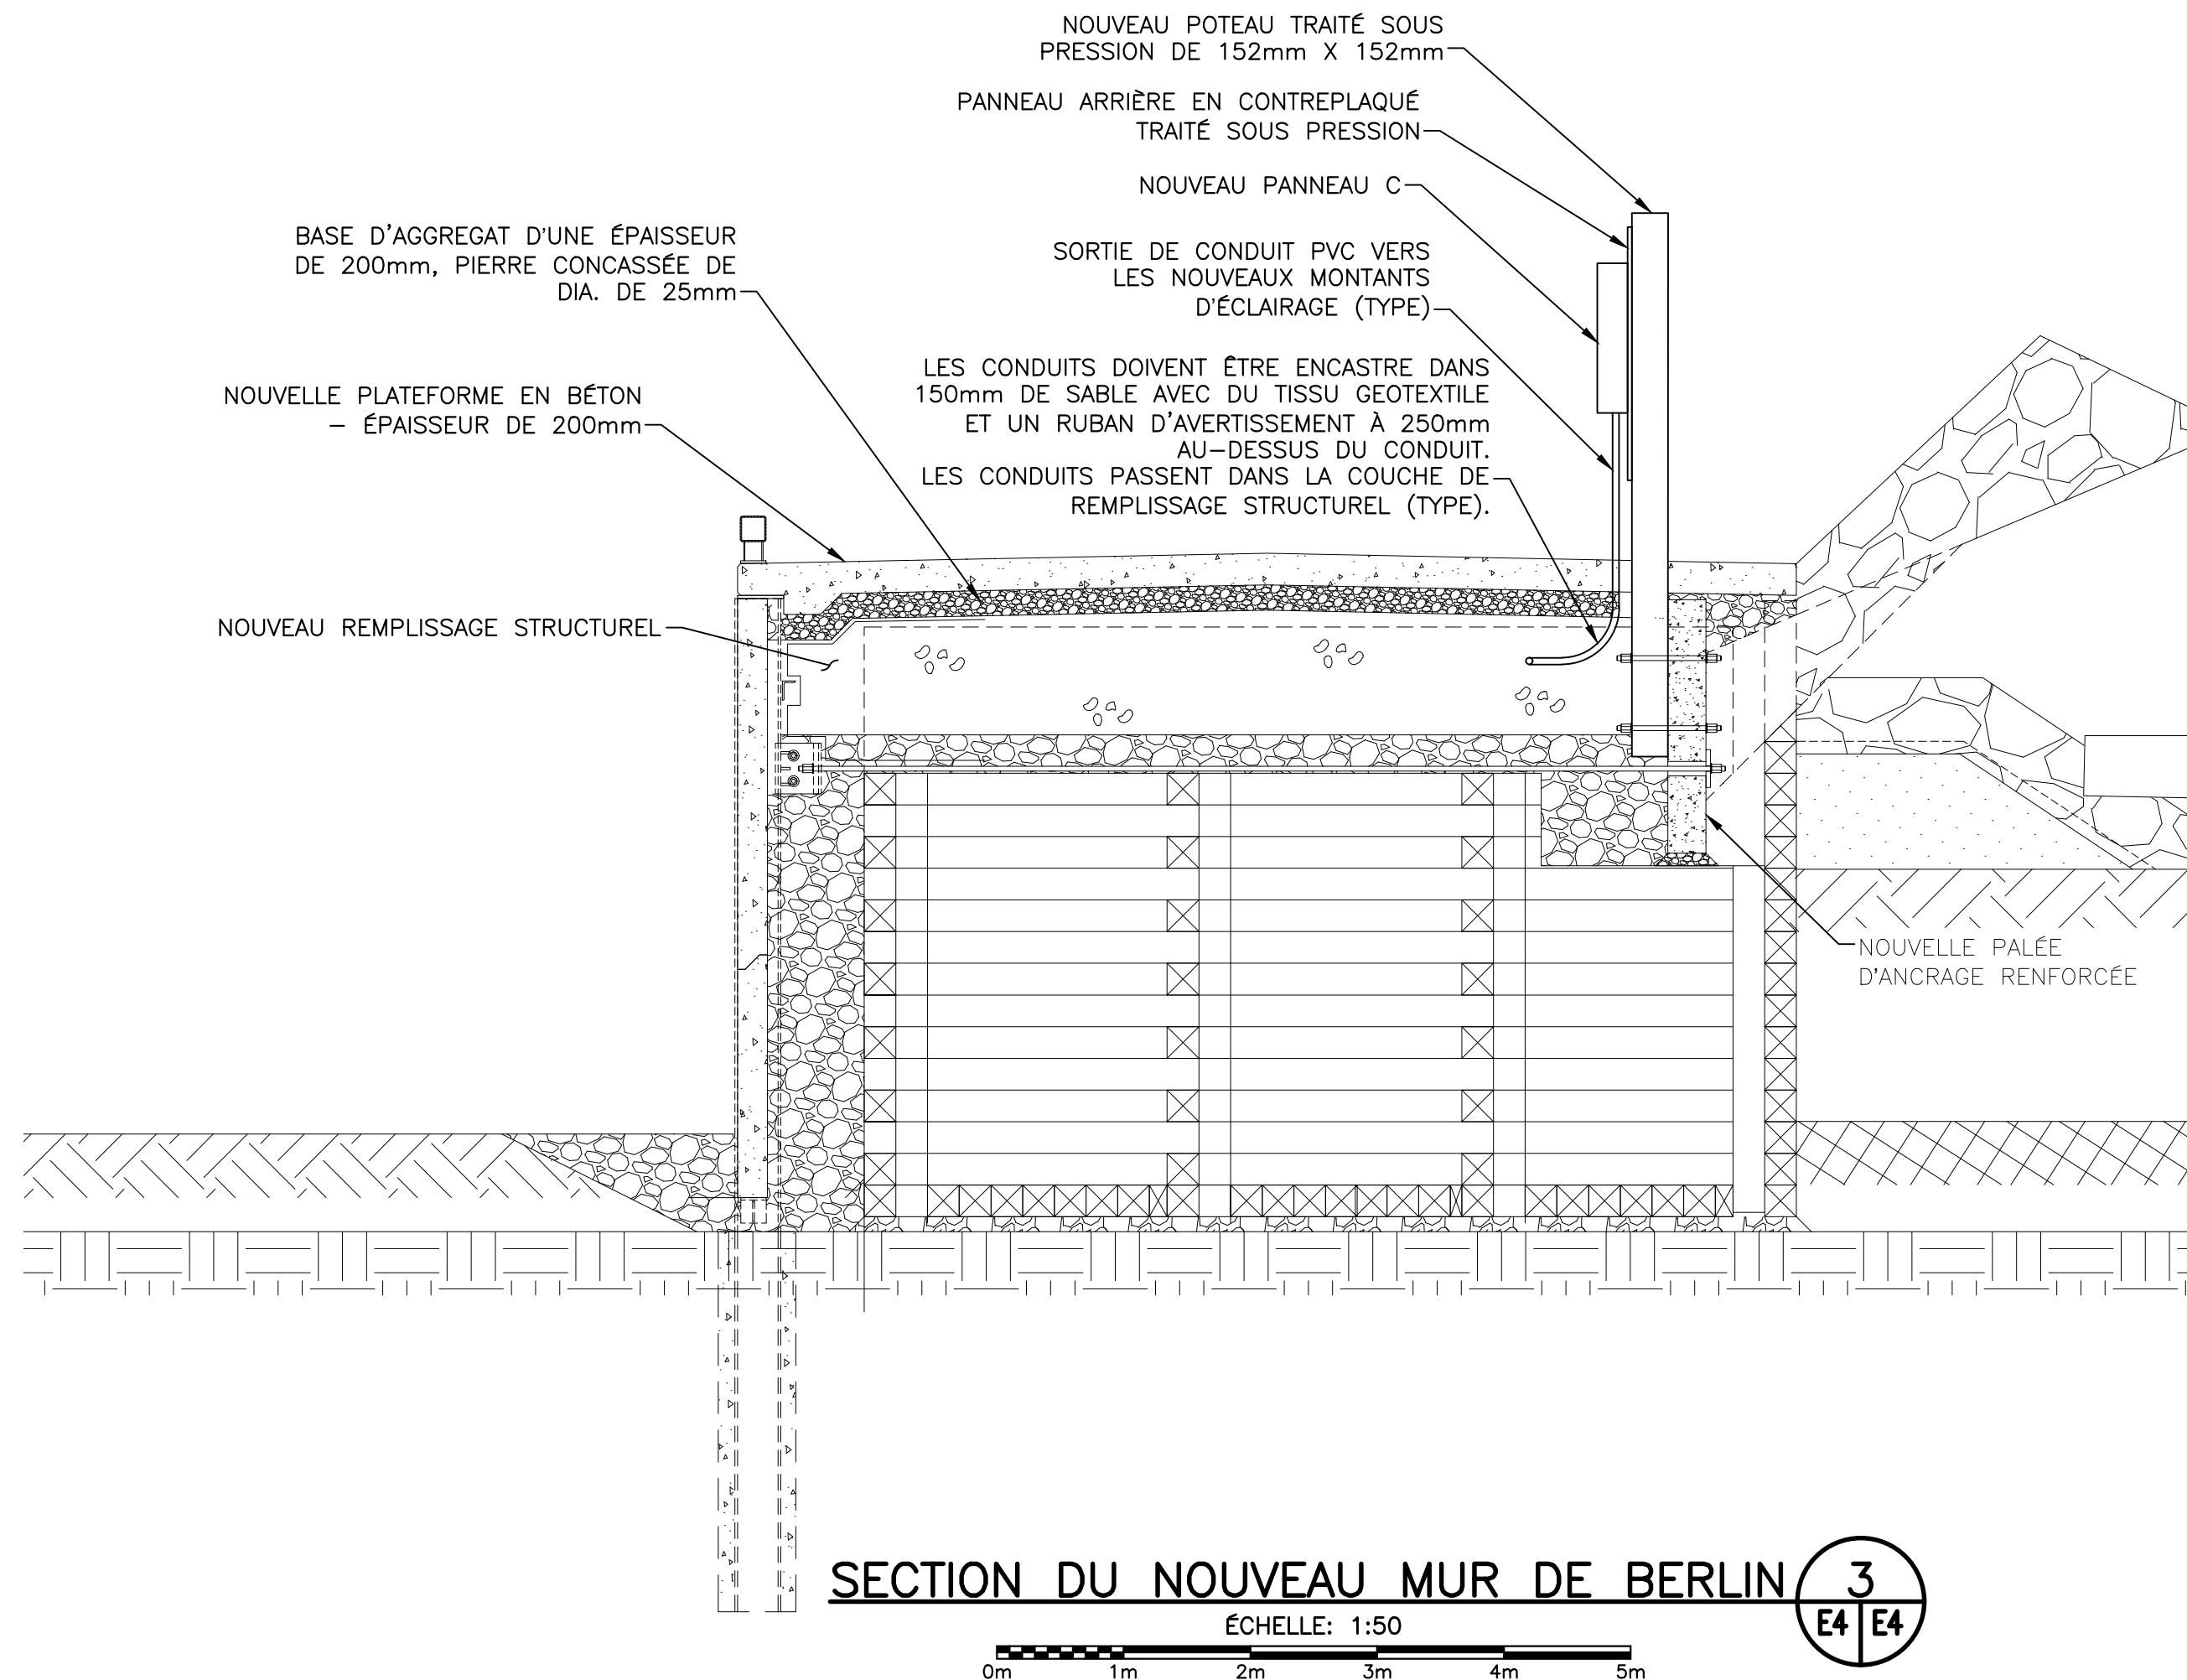 NOUVEAU POTEAU TRAITÉ SOUS
PRESSION DE 152mm X 152mm
PANNEAU ARRIÈRE EN CONTREPLAQUÉ
TRAITÉ SOUS PRESSION
NOUVEAU PANNEAU C
SORTIE DE CONDUIT PVC VERS
LES NOUVEAUX MONTANTS
D'ÉCLAIRAGE (TYPE)
LES CONDUITS DOIVENT ÊTRE ENCASTRE DANS
150mm DE SABLE AVEC DU TISSU GEOTEXTILE
ET UN RUBAN D'AVERTISSEMENT À 250mm
AU-DESSUS DU CONDUIT.
LES CONDUITS PASSENT DANS LA COUCHE DE
REMPLISSAGE STRUCTUREL (TYPE).
BASE D'AGGREGAT D'UNE ÉPAISSEUR
DE 200mm, PIERRE CONCASSÉE DE
DIA. DE 25mm
NOUVELLE PLATEFORME EN BÉTON
- ÉPAISSEUR DE 200mm
NOUVEAU REMPLISSAGE STRUCTUREL
NOUVELLE PALÉE
D'ANCRAGE RENFORCÉE
SECTION DU NOUVEAU MUR DE BERLIN
3
E4 E4
ÉCHELLE: 1:50
0m 1m 2m 3m 4m 5m